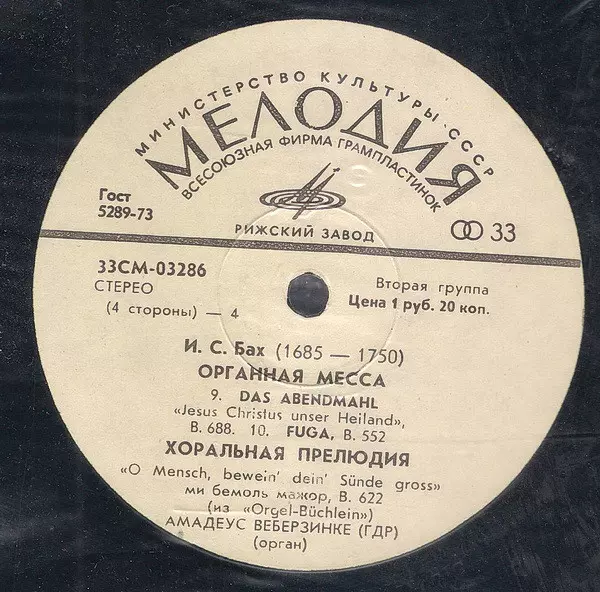 МИНИСТЕРСТВО КУЛЬТУРЫ СССР
МЕЛОДИЯ
ВСЕСОЮЗНАЯ ФИРМА ГРАМПЛАСТИНОК
Гост
5289-73
РИЖСКИЙ ЗАВОД
33
33СМ-03286
СТЕРЕО
(4 стороны) — 4
Вторая группа
Цена 1 руб. 20 коп.
И. С. Бах (1685 — 1750)
ОРГАННАЯ МЕССА
9. DAS ABENDMAHL
«Jesus Christus unser Heiland»,
B. 688. 10. FUGA, B. 552
ХОРАЛЬНАЯ ПРЕЛЮДИЯ
«O Mensch, bewein' dein' Sünde gross»
ми бемоль мажор, B. 622
(из «Orgel-Büchlein»)
АМАДЕУС ВЕБЕРЗИНКЕ (ГДР)
(орган)